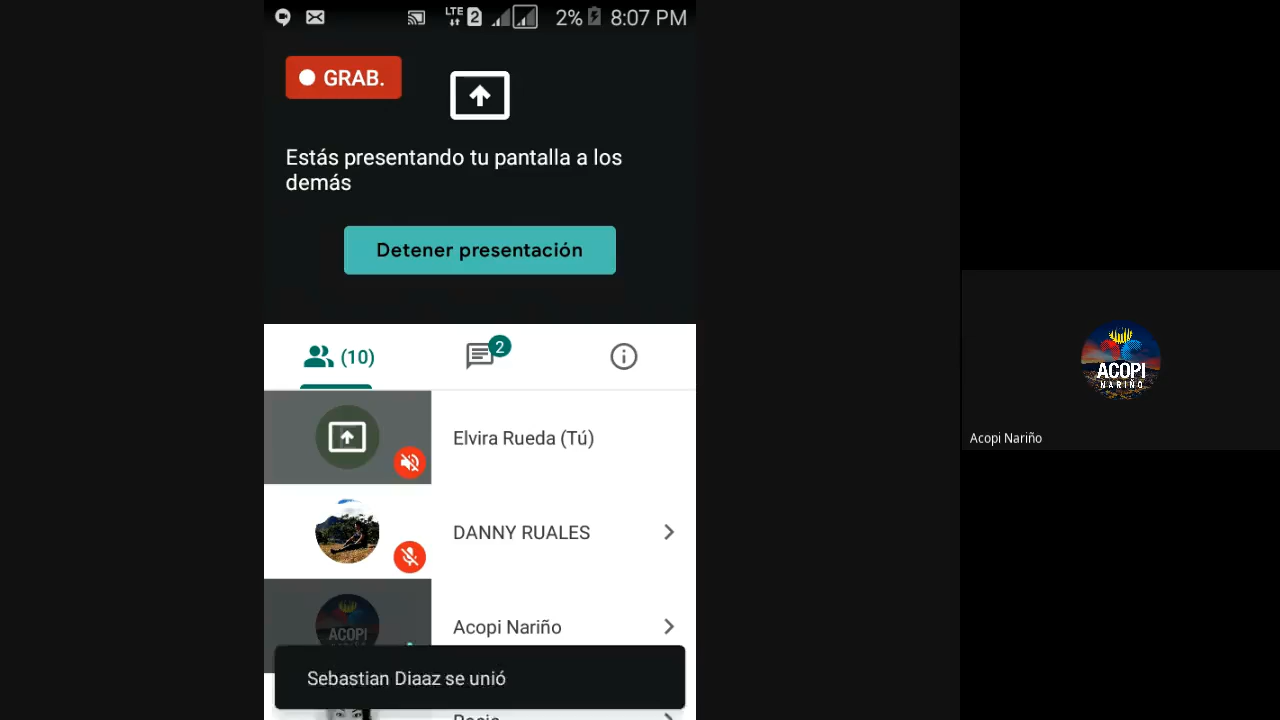 LTE 2 2% 8:07 PM
GRAB.
Estás presentando tu pantalla a los
demás
Detener presentación
(10)
2
Elvira Rueda (Tú)
DANNY RUALES
ACOPI
Acopi Nariño
Sebastian Diaaz se unió
ACOPI
NARIÑO
Acopi Nariño